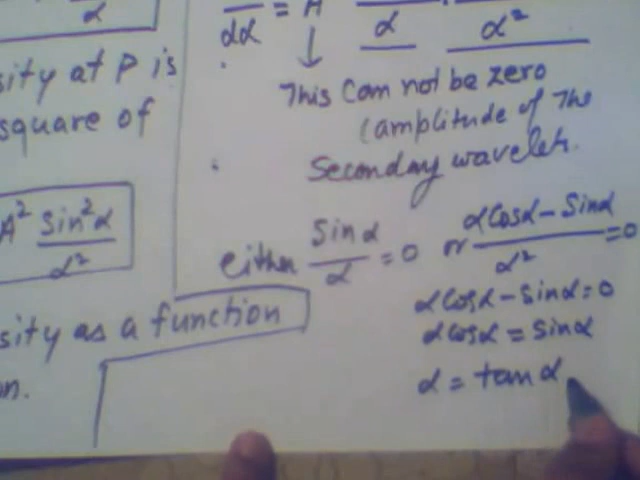 α
sity at P is
square of
A² Sin²α
α²
sity as a function
n.
dα = A α α²
This Can not be zero
(amplitude of The
Secondary wavelets.
either Sinα/α = 0 or αCosα - Sinα/α² = 0
αCosα - Sinα = 0
αCosα = Sinα
α = tanα